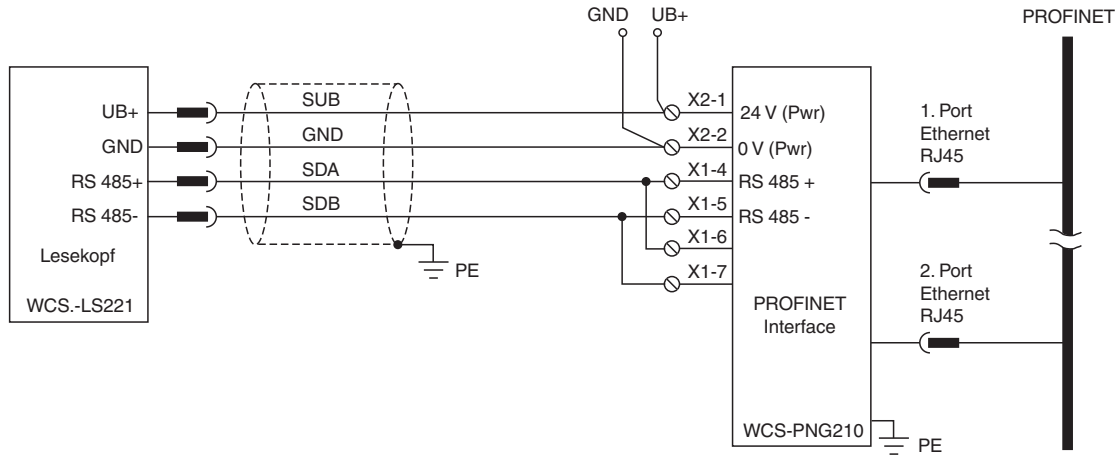 GND UB+
PROFINET
UB+
SUB
X2-1
24 V (Pwr)
GND
GND
X2-2
0 V (Pwr)
RS 485+
SDA
X1-4
RS 485 +
RS 485-
SDB
X1-5
RS 485 -
X1-6
X1-7
Lesekopf
WCS.-LS221
PE
PROFINET
Interface
WCS-PNG210
PE
1. Port
Ethernet
RJ45
2. Port
Ethernet
RJ45